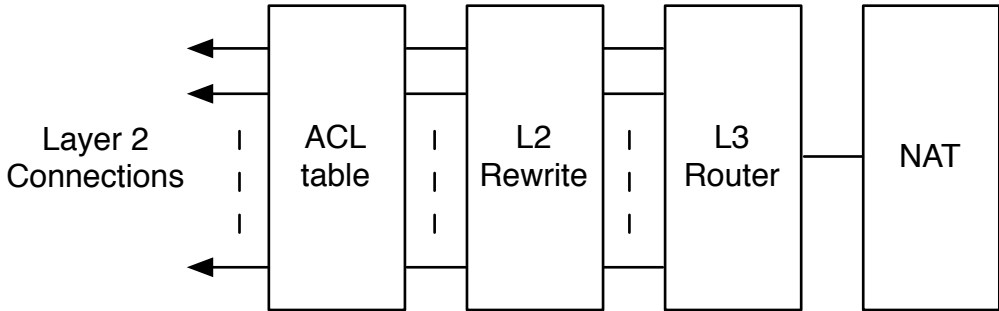 Layer 2
Connections
ACL
table
L2
Rewrite
L3
Router
NAT